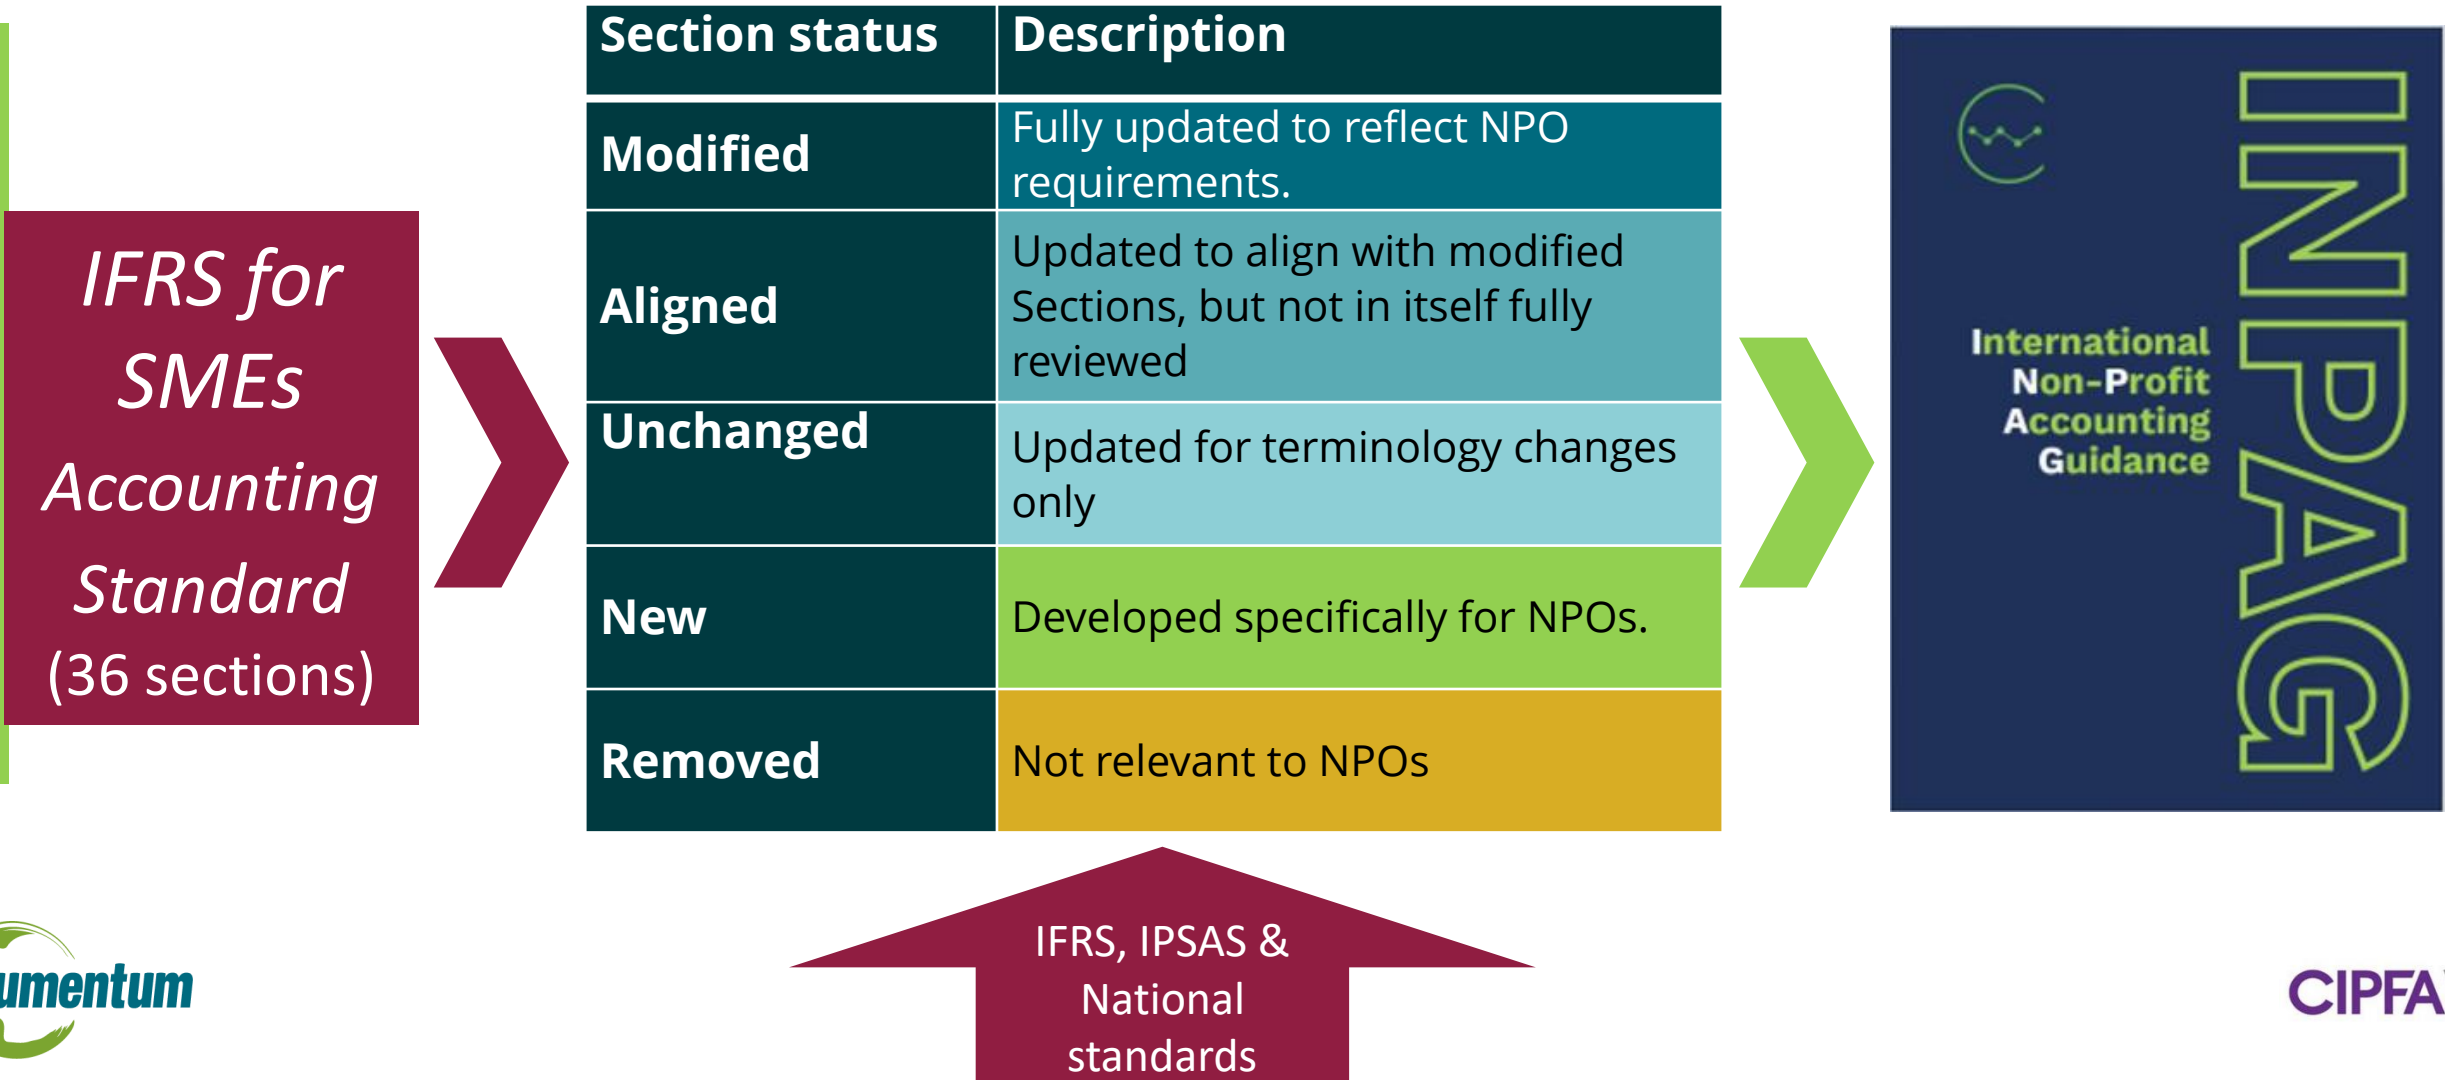 IFRS for
SMEs
Accounting
Standard
(36 sections)
Section status
Description
Modified
Fully updated to reflect NPO
requirements.
Aligned
Updated to align with modified
Sections, but not in itself fully
reviewed
Unchanged
Updated for terminology changes
only
New
Developed specifically for NPOs.
Removed
Not relevant to NPOs
International
Non-Profit
Accounting
Guidance
INPAG
IFRS, IPSAS &
National
standards
umentum
CIPFA